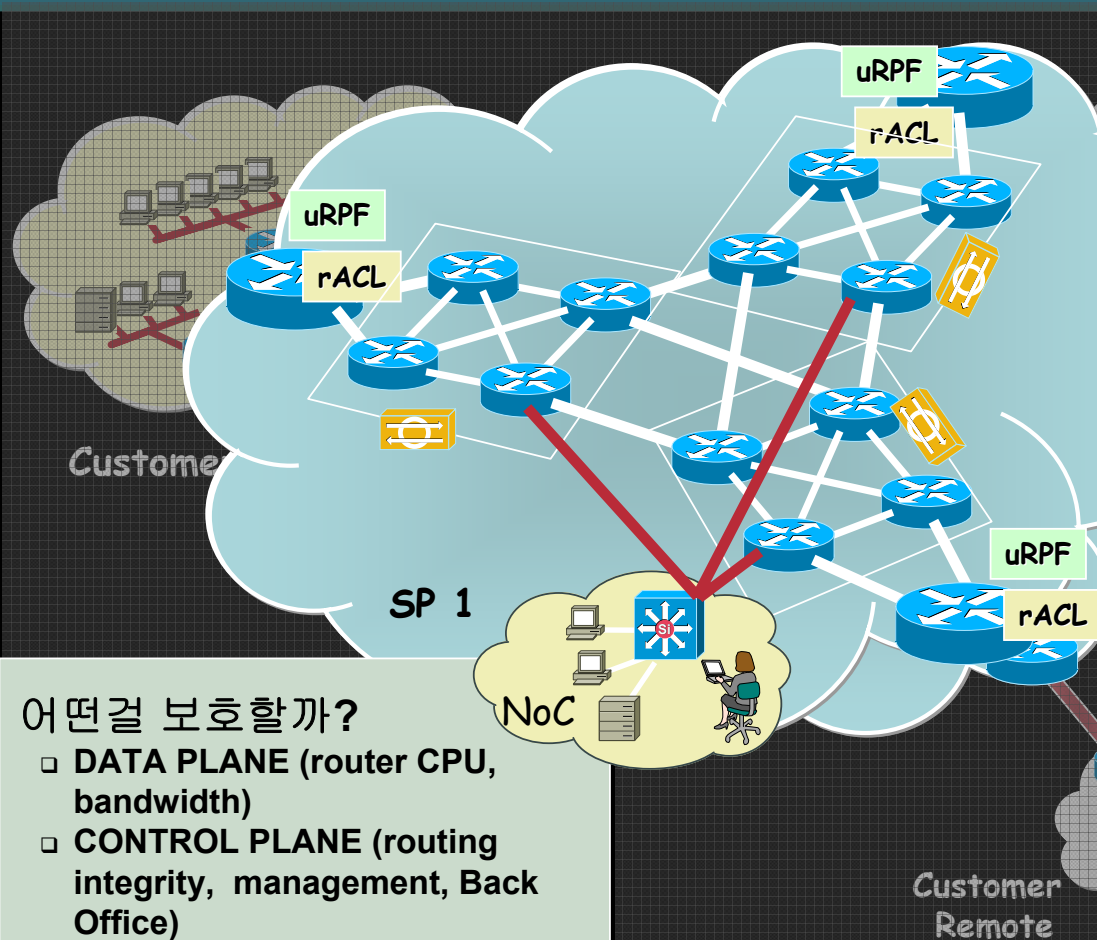 uRPF
rACL
uRPF
rACL
Custome
SP 1
Si
NoC
uRPF
rACL
어떤걸 보호할까?
❑ DATA PLANE (router CPU,
bandwidth)
❑ CONTROL PLANE (routing
integrity, management, Back
Office)
Customer
Remote